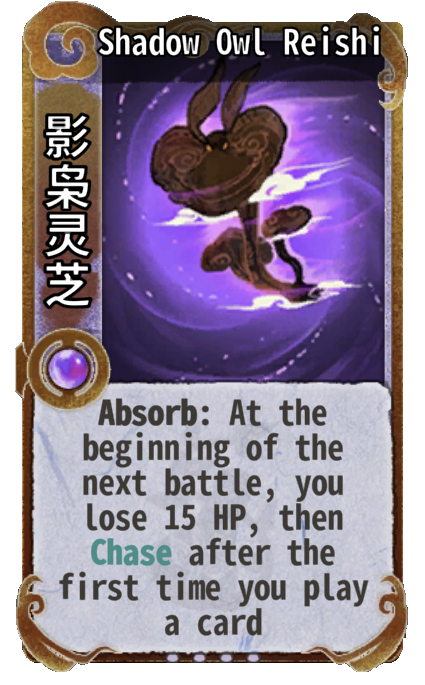 Shadow Owl Reishi
影枭灵芝
Absorb: At the
beginning of the
next battle, you
lose 15 HP, then
Chase after the
first time you play
a card